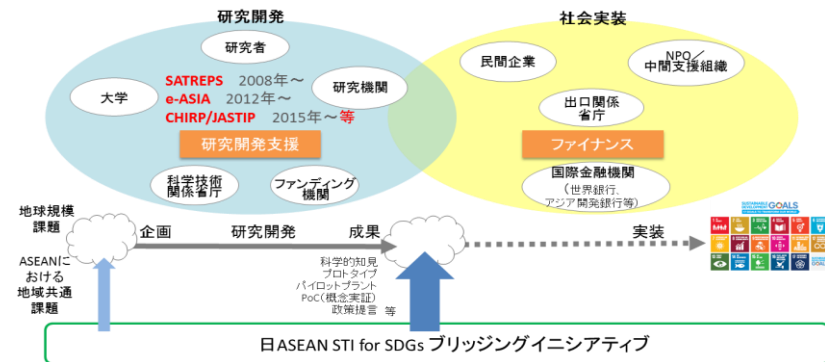 研究開発
社会実装
研究者
民間企業
NPO／
中間支援組織
大学
SATREPS 2008年～
e-ASIA 2012年～
CHIRP/JASTIP 2015年～等
研究機関
出口関係
省庁
研究開発支援
ファイナンス
科学技術
関係省庁
ファンディング
機関
国際金融機関
（世界銀行、
アジア開発銀行等）
地球規模
課題
企画
研究開発
成果
実装
SUSTAINABLE
DEVELOPMENT GOALS
ASEANに
おける
地域共通
課題
科学的知見
プロトタイプ
パイロットプラント
PoC（概念実証）
政策提言 等
日ASEAN STI for SDGs ブリッジングイニシアティブ